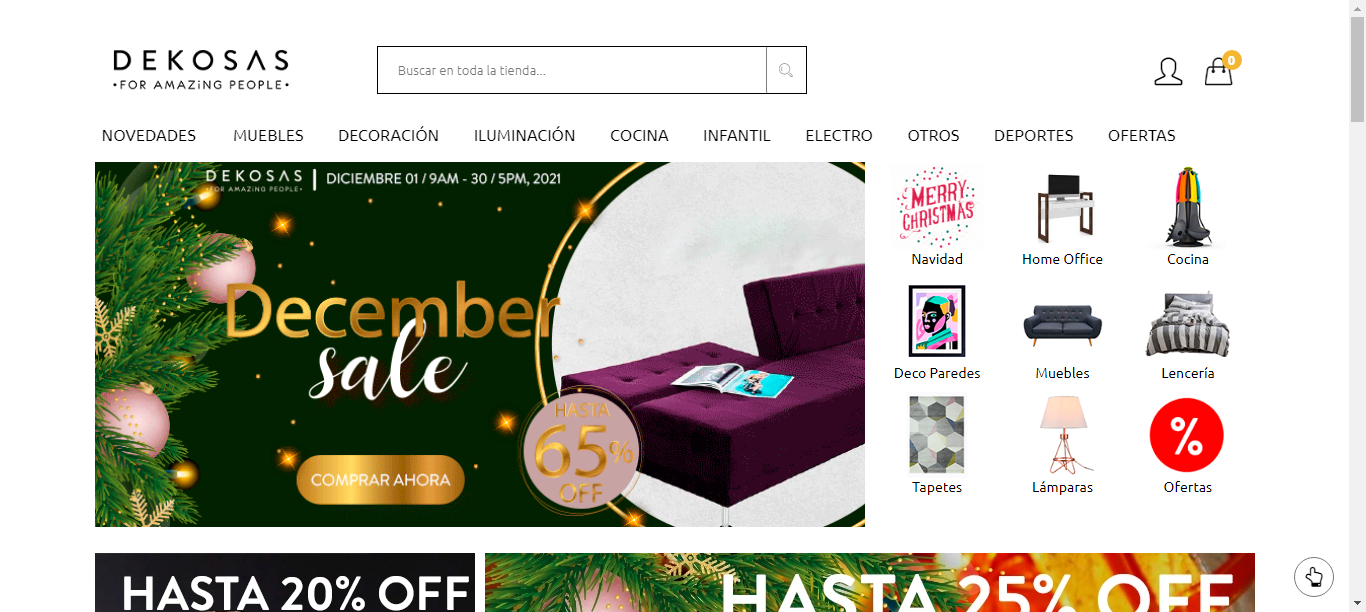 DEKOSAS
•FOR AMAZiNG PEOPLE•
Buscar en toda la tienda...
0
NOVEDADES MUEBLES DECORACIÓN ILUMINACIÓN COCINA INFANTIL ELECTRO OTROS DEPORTES OFERTAS
DEKOSAS
•FOR AMAZiNG PEOPLE•
DICIEMBRE 01 / 9AM - 30 / 5PM, 2021
December
sale
HASTA
65%
OFF
COMPRAR AHORA
MERRY
CHRISTMAS
Navidad Home Office Cocina
Deco Paredes Muebles Lencería
%
Tapetes Lámparas Ofertas
HASTA 20% OFF
HASTA 25% OFF